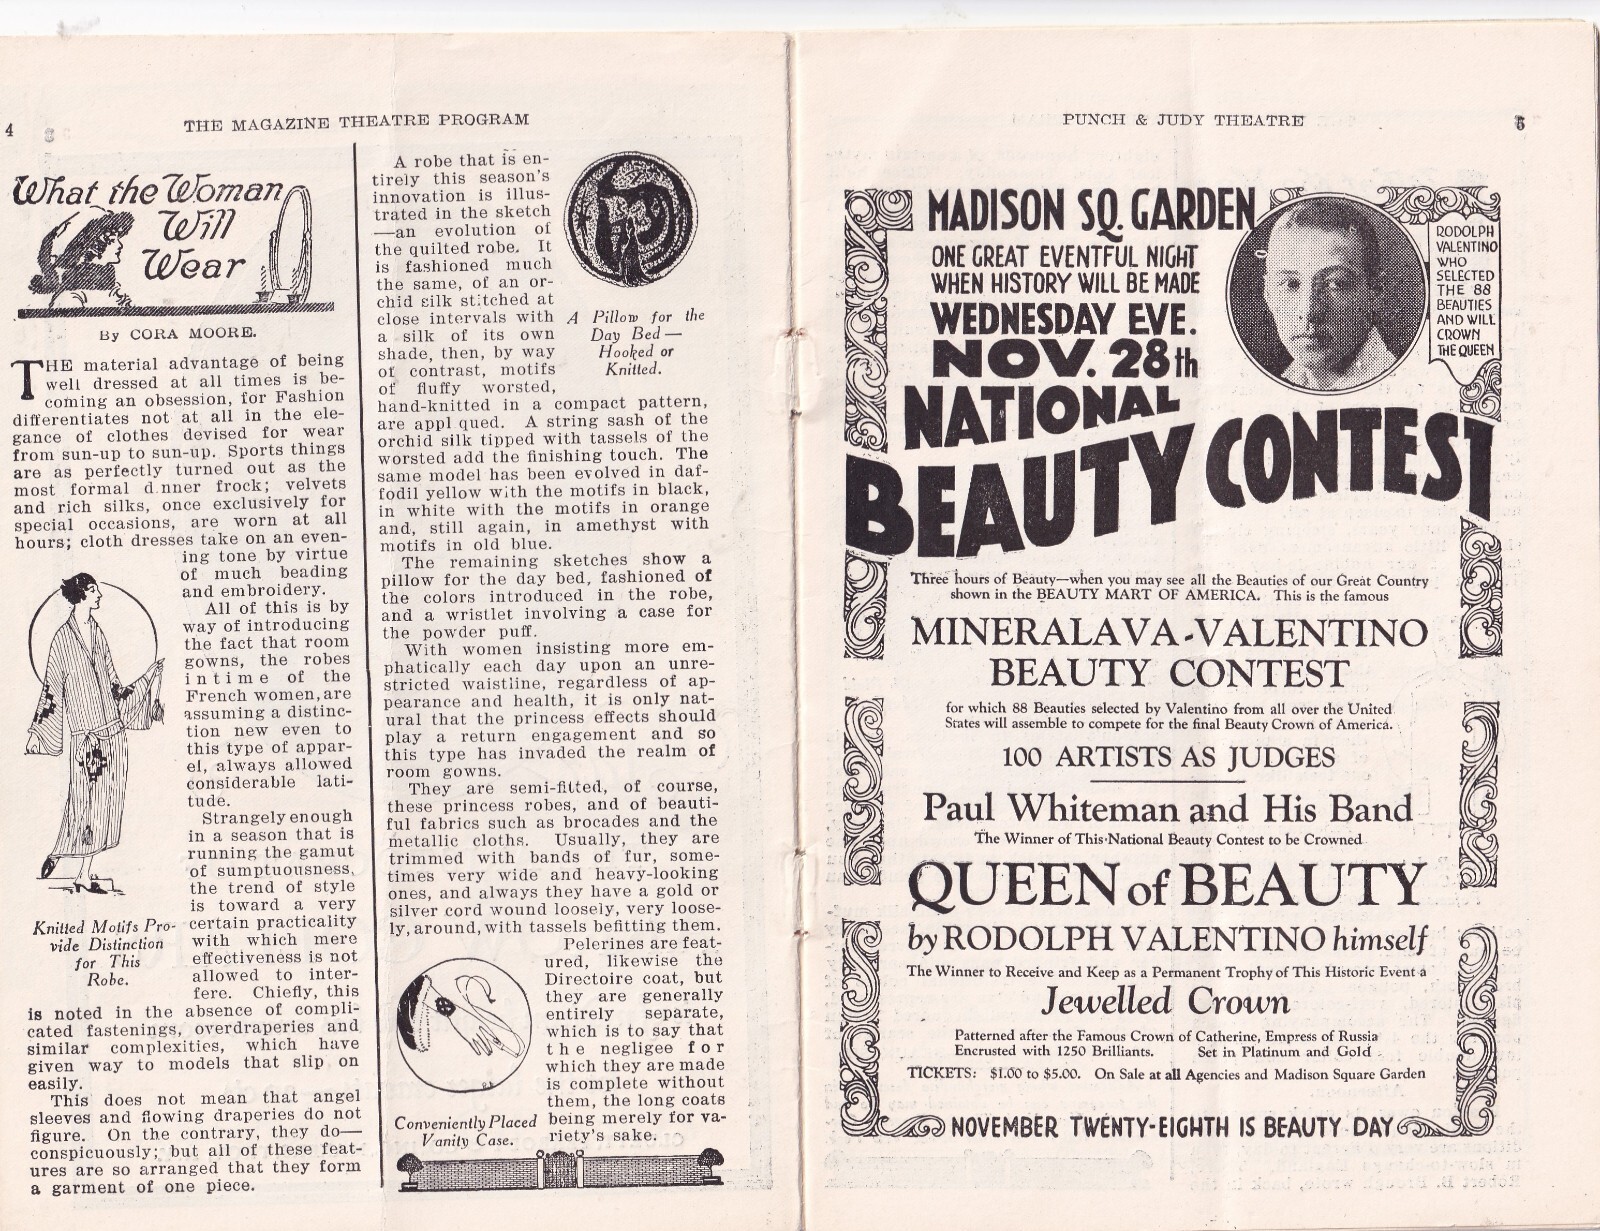 4
THE MAGAZINE THEATRE PROGRAM
What the Woman
Will
Wear
By CORA MOORE.
THE material advantage of being
well dressed at all times is be-
coming an obsession, for Fashion
differentiates not at all in the ele-
gance of clothes devised for wear
from sun-up to sun-up. Sports things
are as perfectly turned out as the
most formal d.nner frock; velvets
and rich silks, once exclusively for
special occasions, are worn at all
hours; cloth dresses take on an even-
ing tone by virtue
of much beading
and embroidery.
All of this is by
way of introducing
the fact that room
gowns, the robes
intime of the
French women, are
assuming a distinc-
tion new even to
this type of appar-
el, always allowed
considerable lati-
tude.
Strangely enough
in a season that is
running the gamut
of sumptuousness,
the trend of style
is toward a very
certain practicality
with which mere
effectiveness is not
allowed to inter-
fere. Chiefly, this
is noted in the absence of compli-
cated fastenings, overdraperies and
similar complexities, which have
given way to models that slip on
easily.
This does not mean that angel
sleeves and flowing draperies do not
figure. On the contrary, they do—
conspicuously; but all of these feat-
ures are so arranged that they form
a garment of one piece.
Knitted Motifs Pro-
vide Distinction
for This
Robe.
A robe that is en-
tirely this season's
innovation is illus-
trated in the sketch
—an evolution of
the quilted robe. It
is fashioned much
the same, of an or-
chid silk stitched at
close intervals with
a silk of its own
shade, then, by way
of contrast, motifs
of fluffy worsted,
hand-knitted in a compact pattern,
are appl qued. A string sash of the
orchid silk tipped with tassels of the
worsted add the finishing touch. The
same model has been evolved in daf-
fodil yellow with the motifs in black,
in white with the motifs in orange
and, still again, in amethyst with
motifs in old blue.
The remaining sketches show a
pillow for the day bed, fashioned of
the colors introduced in the robe,
and a wristlet involving a case for
the powder puff.
With women insisting more em-
phatically each day upon an unre-
stricted waistline, regardless of ap-
pearance and health, it is only nat-
ural that the princess effects should
play a return engagement and so
this type has invaded the realm of
room gowns.
They are semi-fitted, of course,
these princess robes, and of beauti-
ful fabrics such as brocades and the
metallic cloths. Usually, they are
trimmed with bands of fur, some-
times very wide and heavy-looking
ones, and always they have a gold or
silver cord wound loosely, very loose-
ly, around, with tassels befitting them.
Pelerines are feat-
ured, likewise the
Directoire coat, but
they are generally
entirely separate,
which is to say that
the negligee for
which they are made
is complete without
them, the long coats
being merely for va-
riety's sake.
A Pillow for the
Day Bed —
Hooked or
Knitted.
Conveniently Placed
Vanity Case.
PUNCH & JUDY THEATRE
5
MADISON SQ. GARDEN
ONE GREAT EVENTFUL NIGHT
WHEN HISTORY WILL BE MADE
WEDNESDAY EVE.
NOV. 28th
RODOLPH
VALENTINO
WHO
SELECTED
THE 88
BEAUTIES
AND WILL
CROWN
THE QUEEN
NATIONAL
BEAUTY CONTEST
Three hours of Beauty—when you may see all the Beauties of our Great Country
shown in the BEAUTY MART OF AMERICA. This is the famous
MINERALAVA-VALENTINO
BEAUTY CONTEST
for which 88 Beauties selected by Valentino from all over the United
States will assemble to compete for the final Beauty Crown of America.
100 ARTISTS AS JUDGES
Paul Whiteman and His Band
The Winner of This National Beauty Contest to be Crowned
QUEEN of BEAUTY
by RODOLPH VALENTINO himself
The Winner to Receive and Keep as a Permanent Trophy of This Historic Event a
Jewelled Crown
Patterned after the Famous Crown of Catherine, Empress of Russia
Encrusted with 1250 Brilliants. Set in Platinum and Gold
TICKETS: $1.00 to $5.00. On Sale at all Agencies and Madison Square Garden
NOVEMBER TWENTY-EIGHTH IS BEAUTY DAY